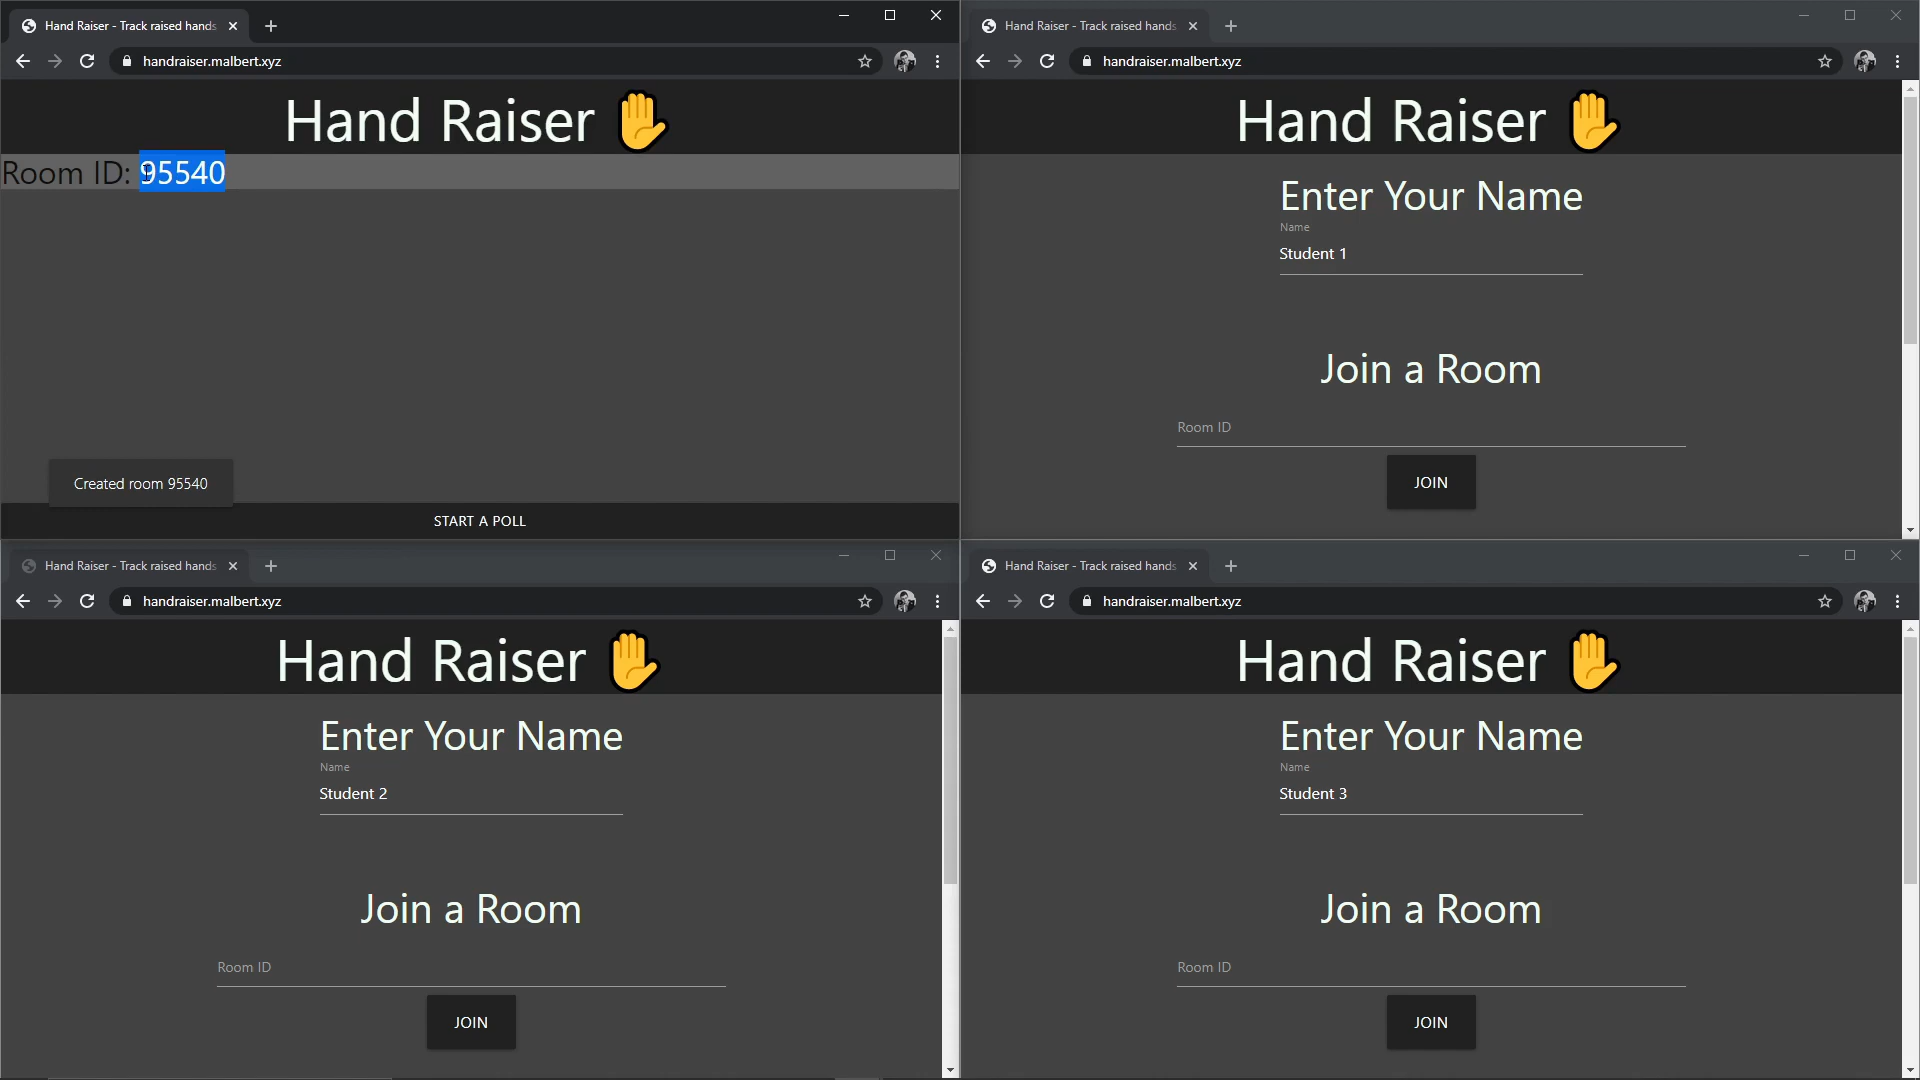 Hand Raiser - Track raised hands
handraiser.malbert.xyz
Hand Raiser ✋
Room ID: 95540
Created room 95540
START A POLL
Hand Raiser - Track raised hands
handraiser.malbert.xyz
Hand Raiser ✋
Enter Your Name
Name
Student 1
Join a Room
Room ID
JOIN
Hand Raiser - Track raised hands
handraiser.malbert.xyz
Hand Raiser ✋
Enter Your Name
Name
Student 2
Join a Room
Room ID
JOIN
Hand Raiser - Track raised hands
handraiser.malbert.xyz
Hand Raiser ✋
Enter Your Name
Name
Student 3
Join a Room
Room ID
JOIN